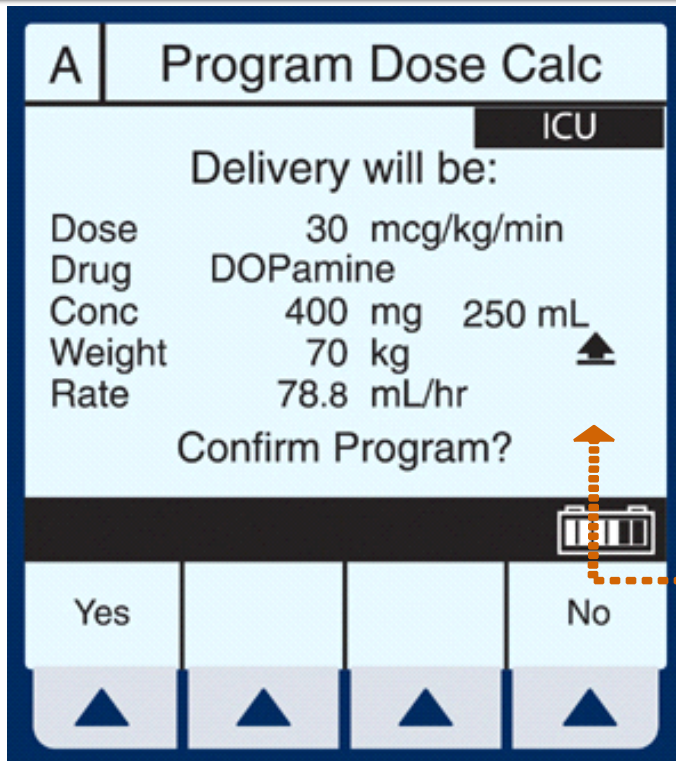 A Program Dose Calc
ICU
Delivery will be:
Dose 30 mcg/kg/min
Drug DOPamine
Conc 400 mg 250 mL
Weight 70 kg
Rate 78.8 mL/hr
Confirm Program?
Yes No